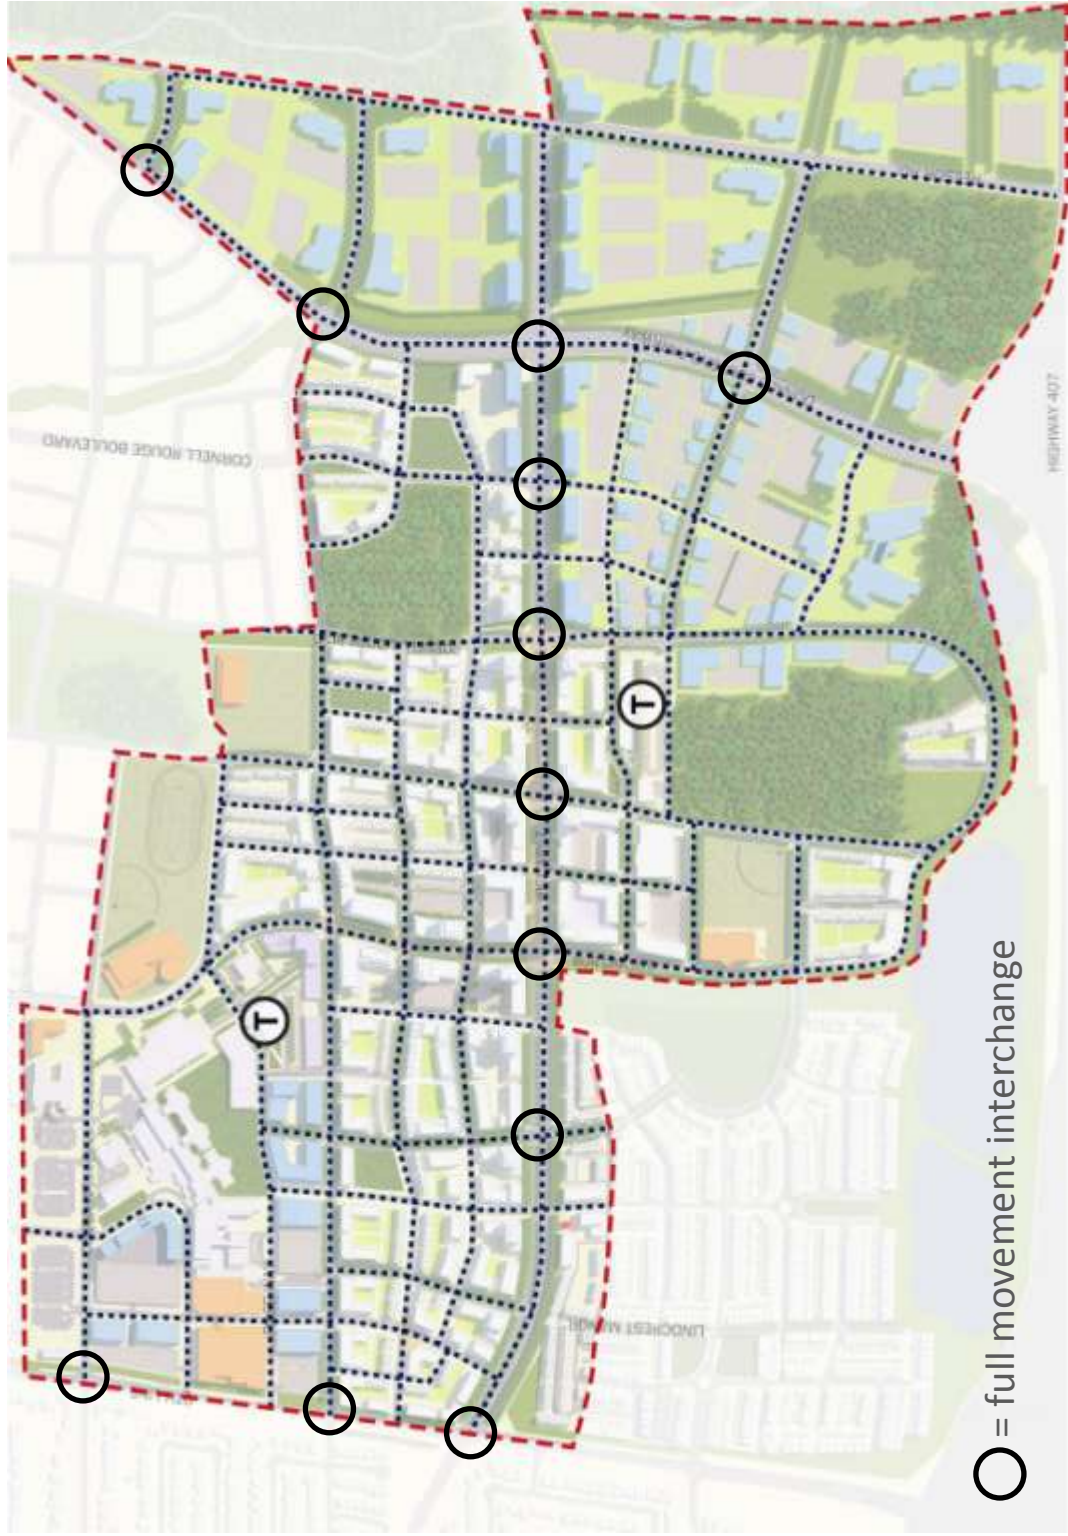 CORNELL ROUGE BOULEVARD
HIGHWAY 407
T
T
LINDCREST MANOR
= full movement interchange